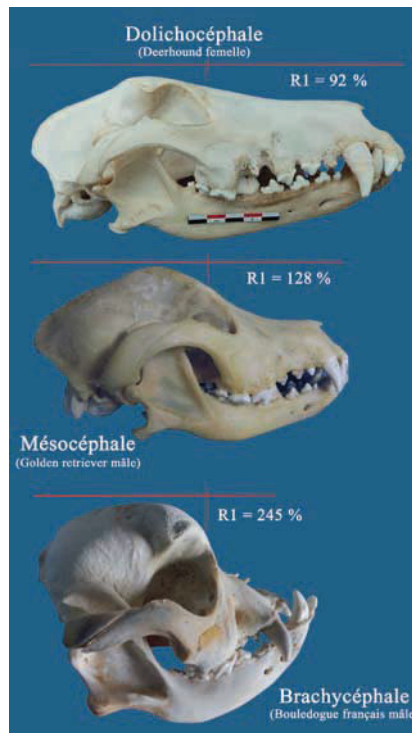 Dolichocéphale
(Deerhound femelle)
R1 = 92 %
R1 = 128 %
Mésocéphale
(Golden retriever mâle)
R1 = 245 %
Brachycéphale
(Bouledogue français mâle)